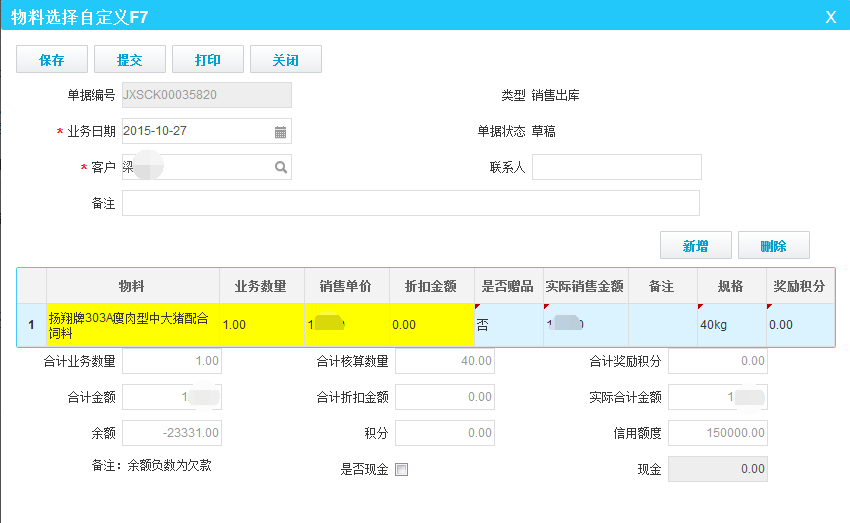 物料选择自定义F7
X
保存 提交 打印 关闭
单据编号 JXSCK00035820 类型 销售出库
* 业务日期 2015-10-27 单据状态 草稿
* 客户 梁 联系人
备注
新增 删除
物料 业务数量 销售单价 折扣金额 是否赠品 实际销售金额 备注 规格 奖励积分
1 扬翔牌303A瘦肉型中大猪配合饲料 1.00 0.00 否 40kg 0.00
合计业务数量 1.00 合计核算数量 40.00 合计奖励积分 0.00
合计金额 合计折扣金额 0.00 实际合计金额
余额 -23331.00 积分 0.00 信用额度 150000.00
备注：余额负数为欠款 是否现金 现金 0.00